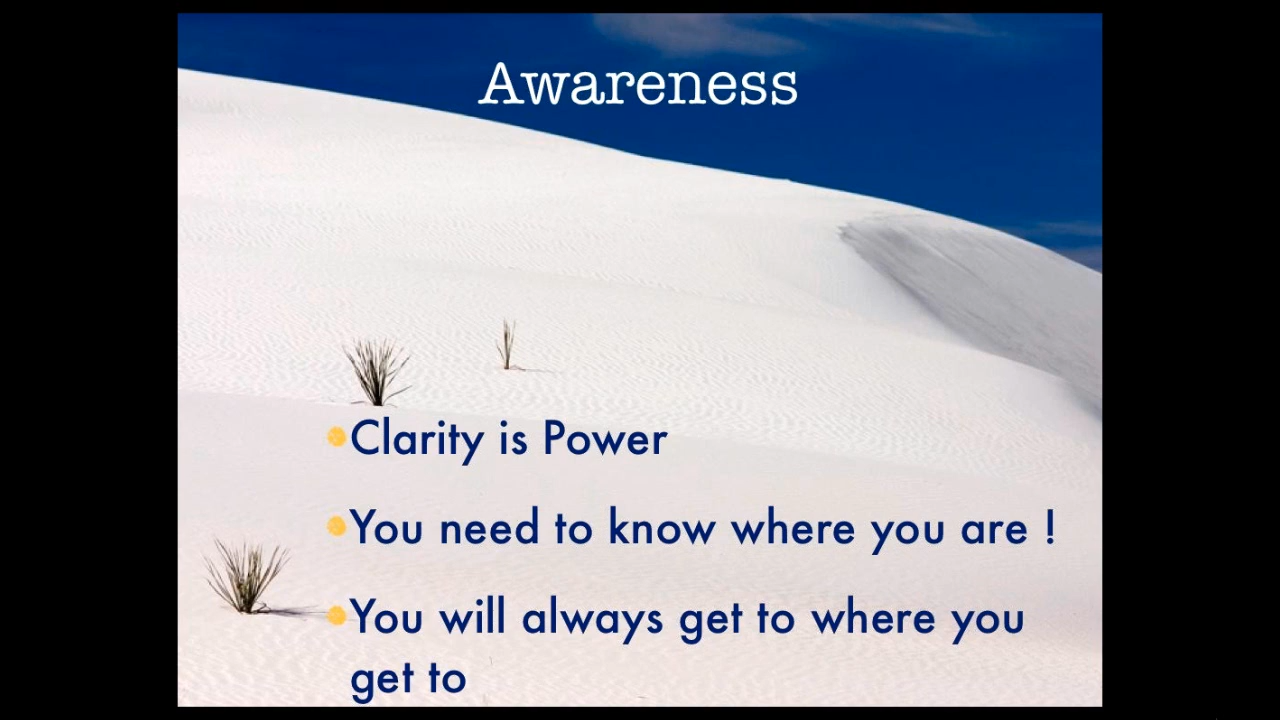 Awareness
Clarity is Power
You need to know where you are !
You will always get to where you
get to